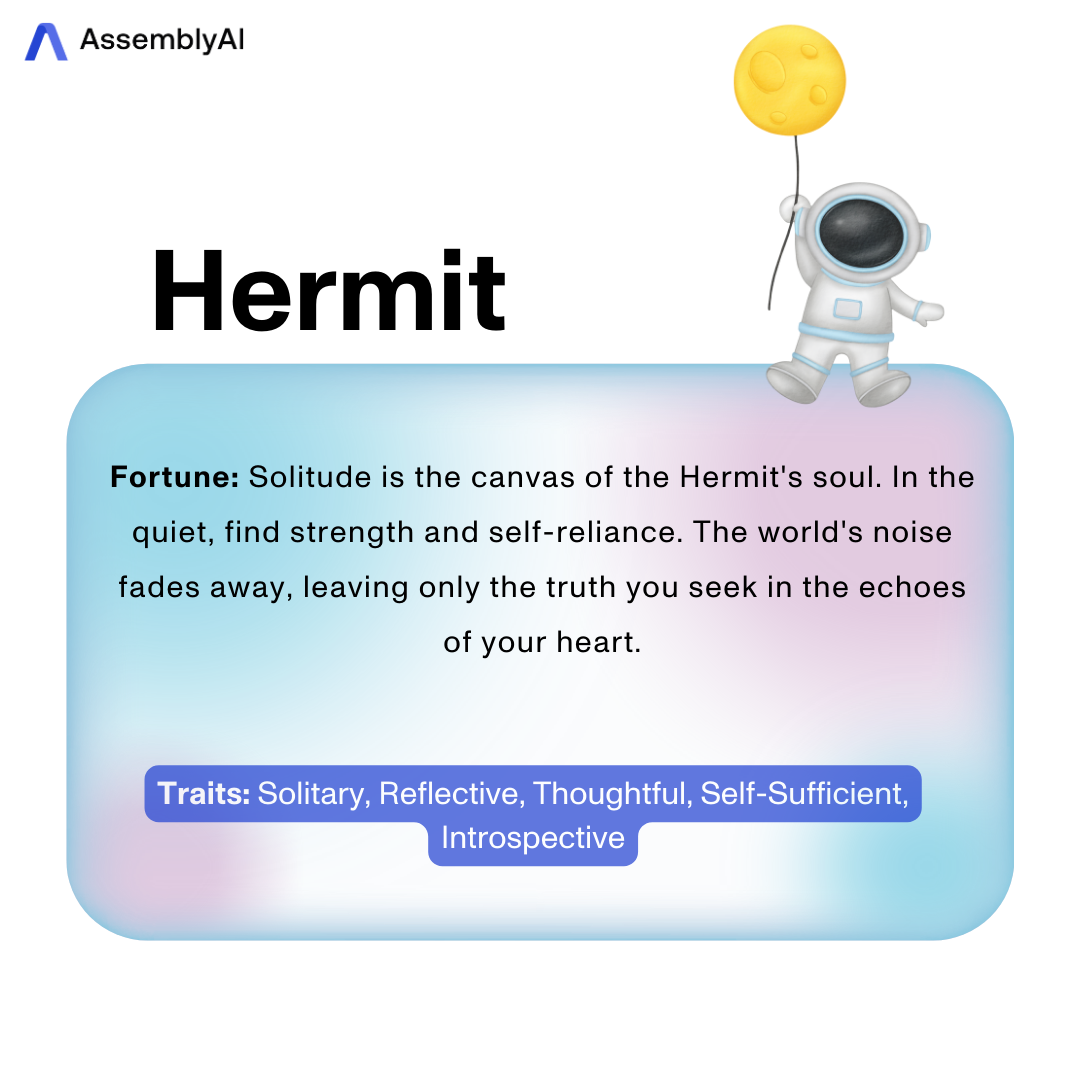 AssemblyAI
Hermit
Fortune: Solitude is the canvas of the Hermit's soul. In the
quiet, find strength and self-reliance. The world's noise
fades away, leaving only the truth you seek in the echoes
of your heart.
Traits: Solitary, Reflective, Thoughtful, Self-Sufficient,
Introspective